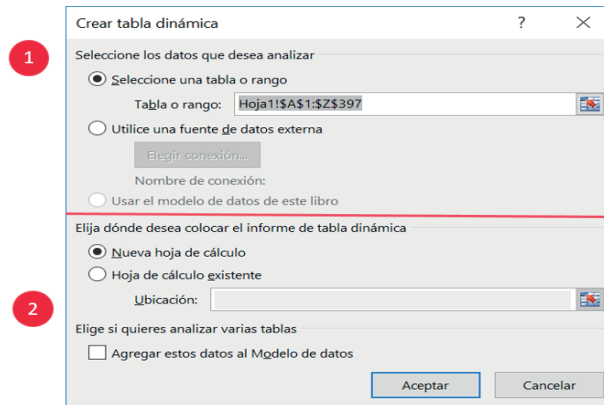 Crear tabla dinámica ? ×
1
Seleccione los datos que desea analizar
Seleccione una tabla o rango
Tabla o rango: Hoja1!$A$1:$Z$397
Utilice una fuente de datos externa
Elegir conexión...
Nombre de conexión:
Usar el modelo de datos de este libro
Elija dónde desea colocar el informe de tabla dinámica
Nueva hoja de cálculo
Hoja de cálculo existente
2
Ubicación:
Elige si quieres analizar varias tablas
Agregar estos datos al Modelo de datos
Aceptar Cancelar